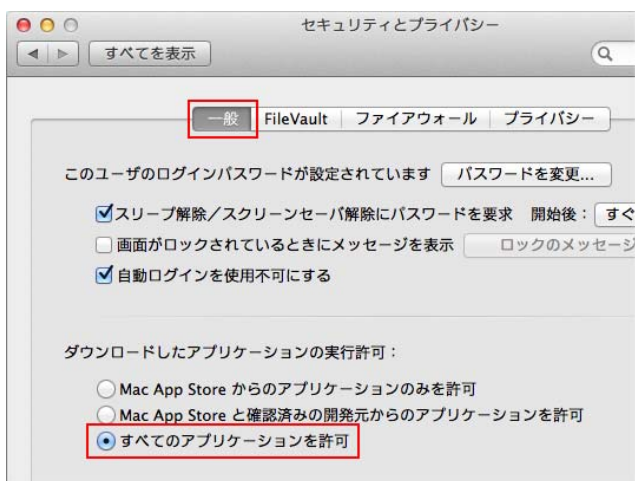 セキュリティとプライバシー
すべてを表示
一般 FileVault ファイアウォール プライバシー
このユーザのログインパスワードが設定されています パスワードを変更...
スリープ解除／スクリーンセーバ解除にパスワードを要求 開始後： すぐ
画面がロックされているときにメッセージを表示 ロックのメッセージ
自動ログインを使用不可にする
ダウンロードしたアプリケーションの実行許可：
Mac App Store からのアプリケーションのみを許可
Mac App Store と確認済みの開発元からのアプリケーションを許可
すべてのアプリケーションを許可